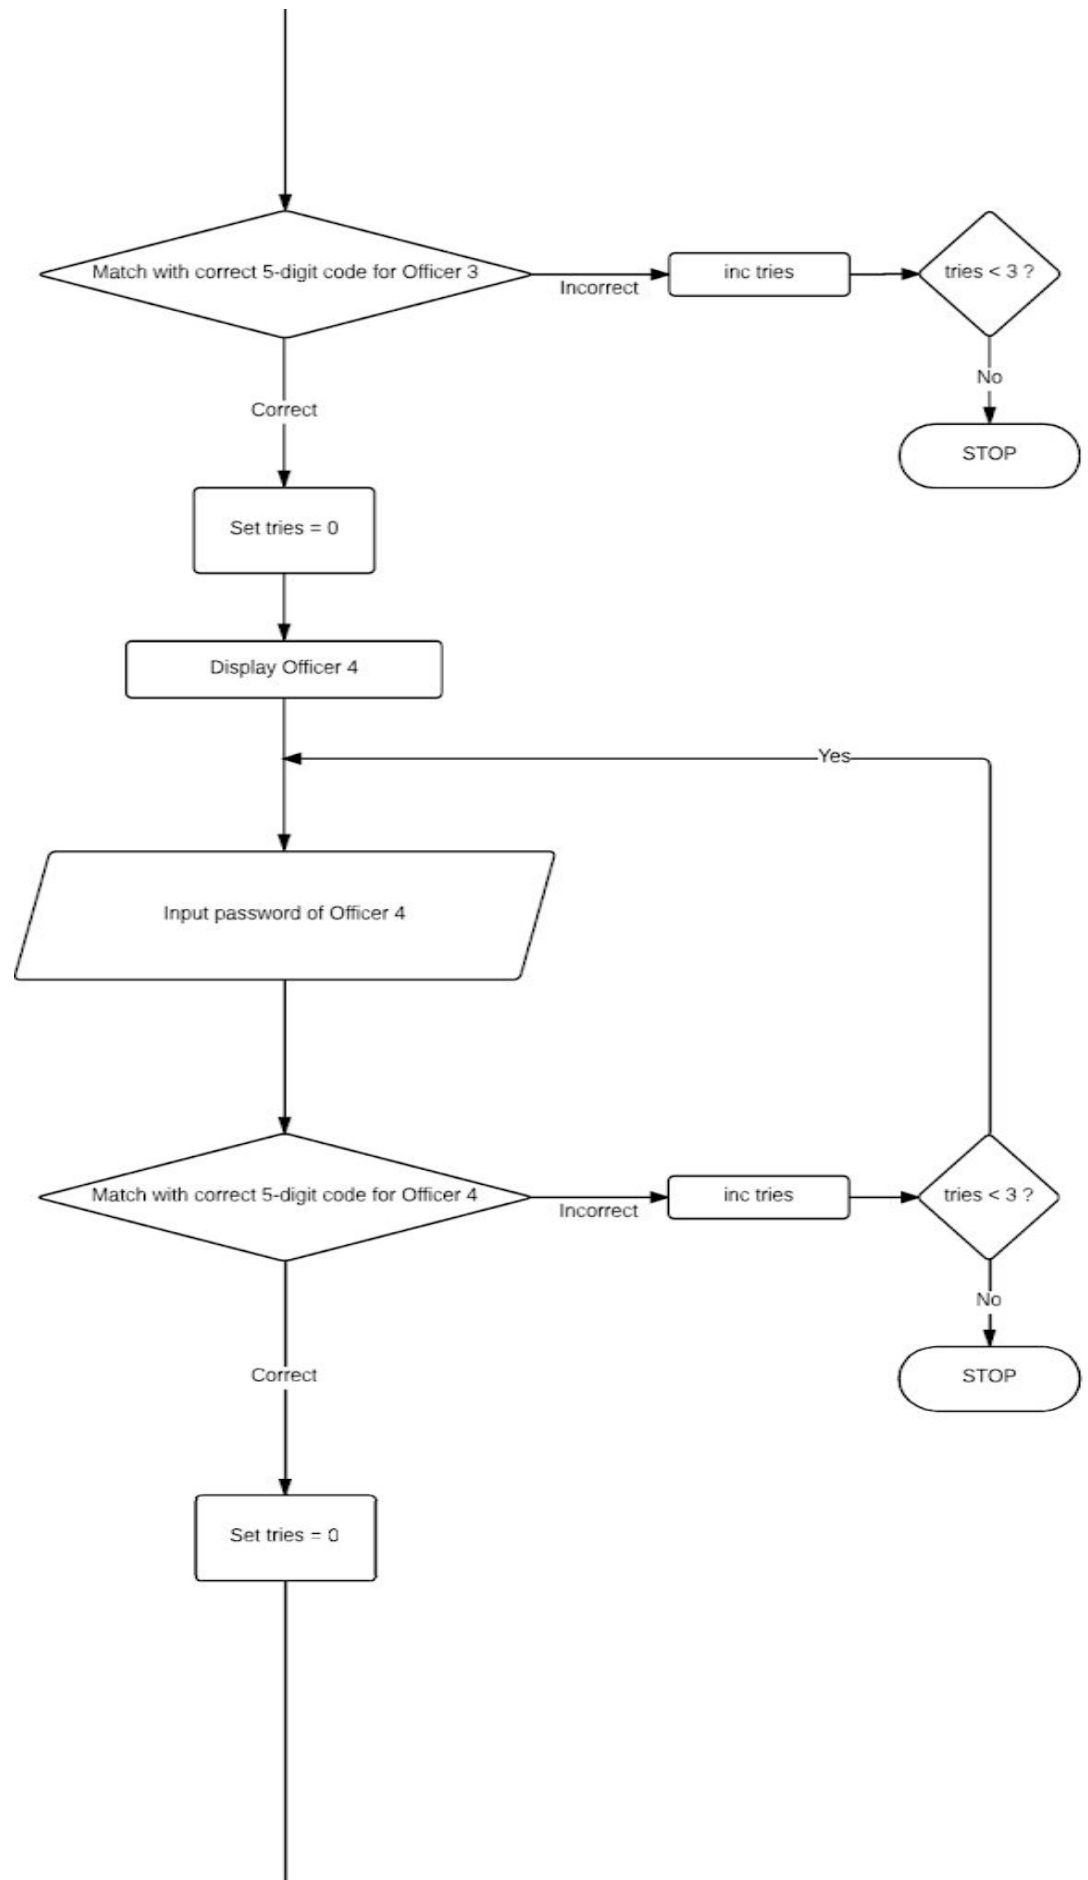 Match with correct 5-digit code for Officer 3
Incorrect
inc tries
tries < 3 ?
No
STOP
Correct
Set tries = 0
Display Officer 4
Yes
Input password of Officer 4
Match with correct 5-digit code for Officer 4
Incorrect
inc tries
tries < 3 ?
No
STOP
Correct
Set tries = 0